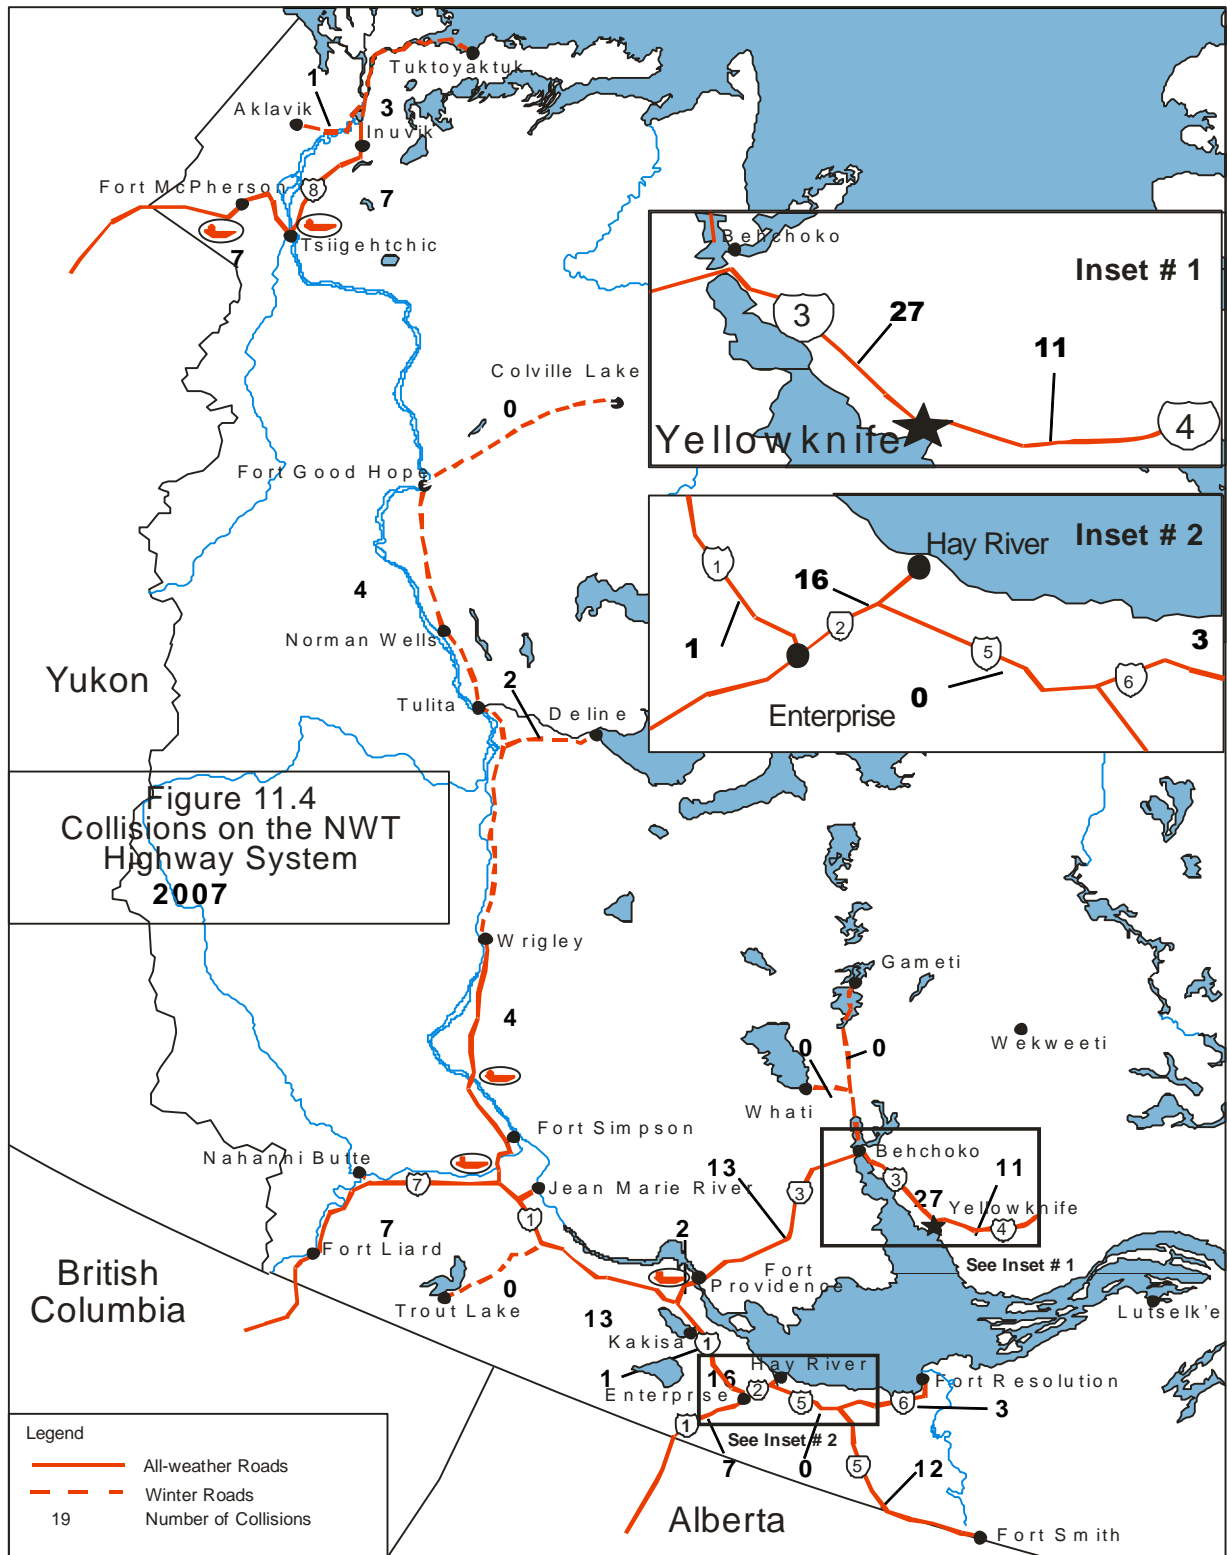 Tuktoyaktuk
1
Aklavik
3
Inuvik
Fort McPherson
8
7
Tsiigehtchic
7
Behchoko
Inset # 1
3
27
11
Yellowknife
4
Colville Lake
0
Fort Good Hope
Hay River
Inset # 2
1
16
2
1
5
3
6
0
Enterprise
4
Norman Wells
Yukon
2
Tulita
Deline
Figure 11.4
Collisions on the NWT
Highway System
2007
Wrigley
Gameti
4
Wekweeti
0
0
Whati
Fort Simpson
Behchoko
Nahanni Butte
13
11
3
3
7
Jean Marie River
27
Yellowknife
1
4
7
2
Fort Liard
See Inset # 1
British
Columbia
0
Fort
Providence
Trout Lake
Lutselk'e
13
Kakisa
1
1
Hay River
16
Enterprise
2
Fort Resolution
5
6
3
1
See Inset # 2
7
0
5
12
Legend
All-weather Roads
Winter Roads
19
Number of Collisions
Alberta
Fort Smith